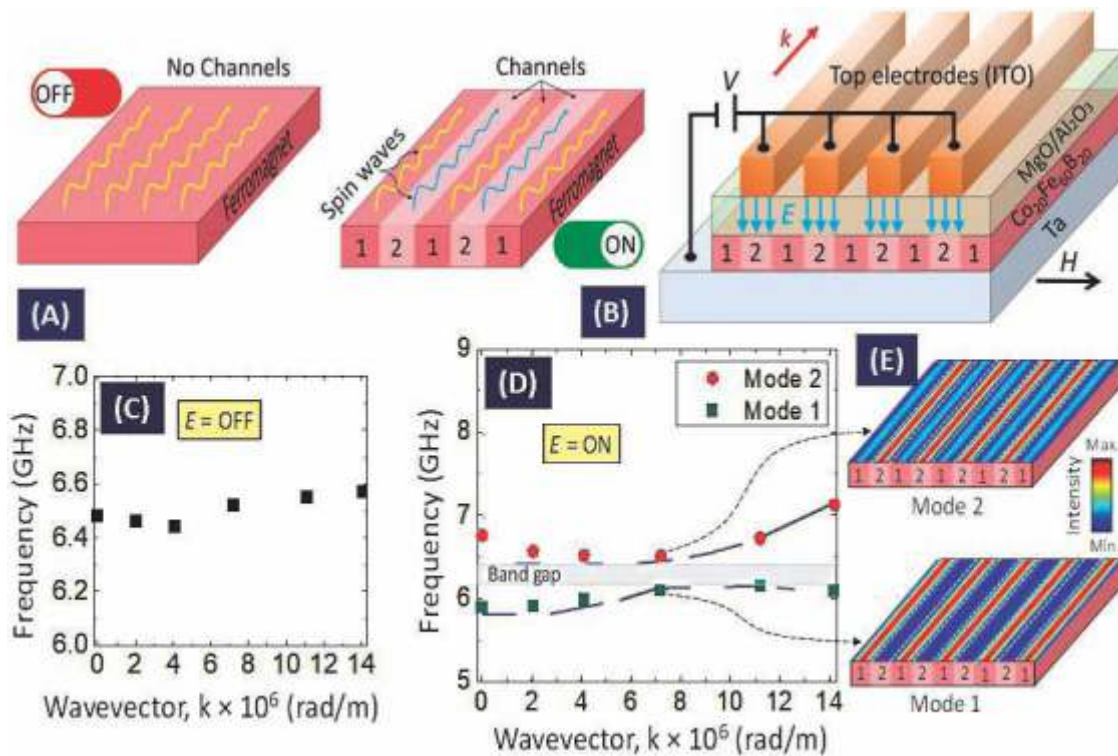 OFF
No Channels
Ferromagnet
Channels
Spin waves
Ferromagnet
1 2 1 2 1
ON
k
V
Top electrodes (ITO)
E
MgO/Al₂O₃
Co₂₀Fe₆₀B₂₀
Ta
1 2 1 2 1 2 1 2 1
H
(A)
(B)
(C)
E = OFF
Frequency (GHz)
7.0
6.8
6.6
6.4
6.2
6.0
0 2 4 6 8 10 12 14
Wavevector, k × 10⁶ (rad/m)
(D)
E = ON
Mode 2
Mode 1
Band gap
Frequency (GHz)
9
8
7
6
5
0 2 4 6 8 10 12 14
Wavevector, k × 10⁶ (rad/m)
(E)
1 2 1 2 1 2 1 2 1
Mode 2
Max.
Intensity
Min
1 2 1 2 1 2 1 2 1
Mode 1